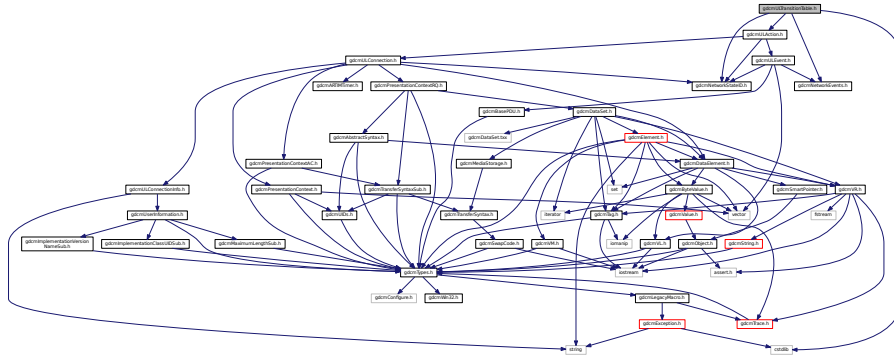 gdcmULTransitionTable.h
gdcmULAction.h
gdcmULConnection.h
gdcmULEvent.h
gdcmARTIMTimer.h
gdcmPresentationContextRQ.h
gdcmNetworkStateID.h
gdcmNetworkEvents.h
gdcmBasePDU.h
gdcmDataSet.h
gdcmAbstractSyntax.h
gdcmDataSet.txx
gdcmElement.h
gdcmPresentationContextAC.h
gdcmMediaStorage.h
gdcmDataElement.h
gdcmULConnectionInfo.h
gdcmPresentationContext.h
gdcmTransferSyntaxSub.h
set
gdcmByteValue.h
gdcmSmartPointer.h
gdcmVR.h
gdcmUserInformation.h
gdcmUIDs.h
gdcmTransferSyntax.h
iterator
gdcmTag.h
gdcmValue.h
vector
fstream
gdcmImplementationVersion
NameSub.h
gdcmImplementationClassUIDSub.h
gdcmMaximumLengthSub.h
gdcmSwapCode.h
gdcmVM.h
iomanip
gdcmVL.h
gdcmObject.h
gdcmString.h
gdcmTypes.h
iostream
assert.h
gdcmConfigure.h
gdcmWin32.h
gdcmLegacyMacro.h
gdcmException.h
gdcmTrace.h
string
cstdlib